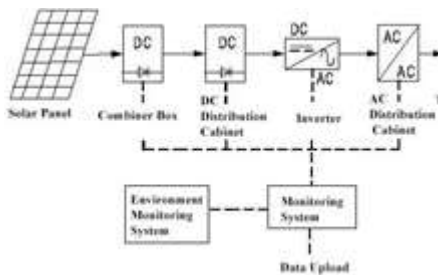 DC
DC
DC
AC
AC
AC
Solar Panel
Combiner Box
DC
Distribution
Cabinet
Inverter
AC
Distribution
Cabinet
Environment
Monitoring
System
Monitoring
System
Data Upload